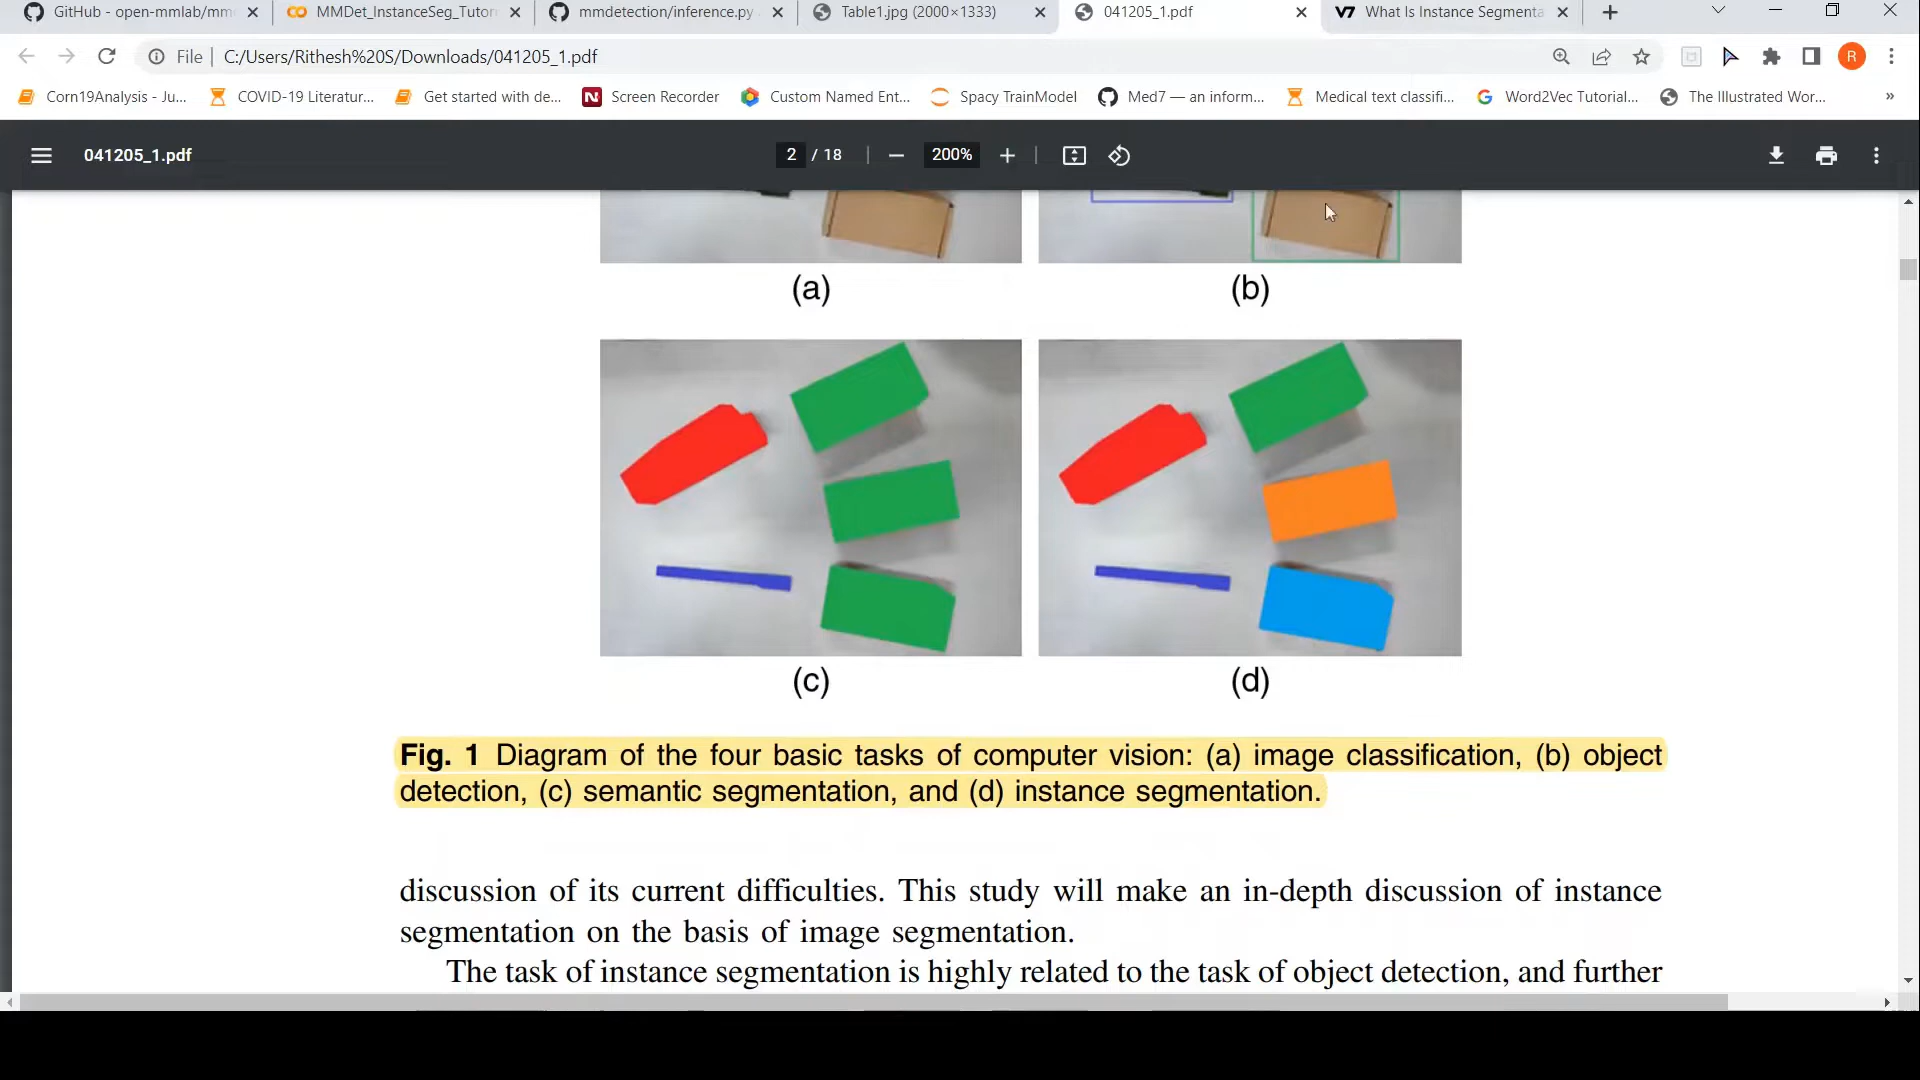 GitHub - open-mmlab/mm
MMDet_InstanceSeg_Tutor
mmdetection/inference.py
Table1.jpg (2000×1333)
041205_1.pdf
V7 What Is Instance Segmenta
File C:/Users/Rithesh%20S/Downloads/041205_1.pdf
R
Corn19Analysis - Ju...
COVID-19 Literatur...
Get started with de...
N Screen Recorder
Custom Named Ent...
Spacy TrainModel
Med7 — an inform...
Medical text classifi...
Word2Vec Tutorial...
The Illustrated Wor...
»
041205_1.pdf
2 / 18
200%
(a)
(b)
(c)
(d)
Fig. 1 Diagram of the four basic tasks of computer vision: (a) image classification, (b) object
detection, (c) semantic segmentation, and (d) instance segmentation.
discussion of its current difficulties. This study will make an in-depth discussion of instance
segmentation on the basis of image segmentation.
The task of instance segmentation is highly related to the task of object detection, and further